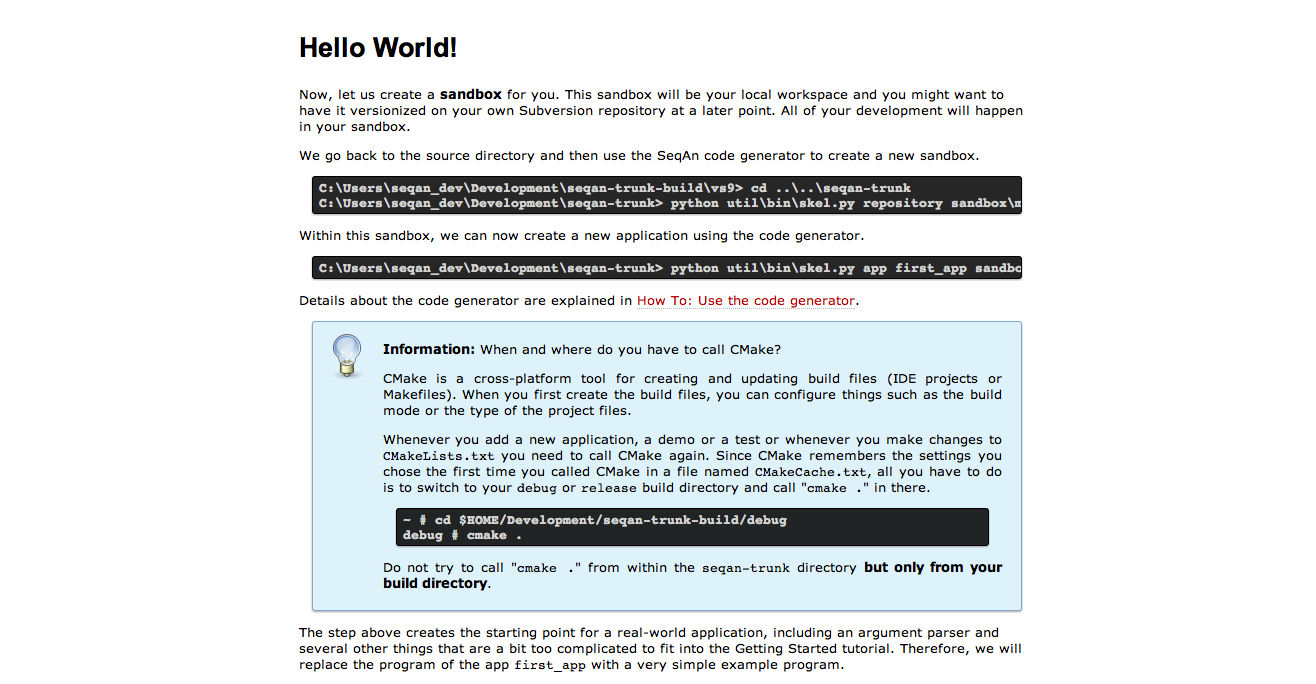 Hello World!
Now, let us create a sandbox for you. This sandbox will be your local workspace and you might want to
have it versionized on your own Subversion repository at a later point. All of your development will happen
in your sandbox.
We go back to the source directory and then use the SeqAn code generator to create a new sandbox.
C:\Users\seqan_dev\Development\seqan-trunk-build\vs9> cd ..\..\seqan-trunk
C:\Users\seqan_dev\Development\seqan-trunk> python util\bin\skel.py repository sandbox\m
Within this sandbox, we can now create a new application using the code generator.
C:\Users\seqan_dev\Development\seqan-trunk> python util\bin\skel.py app first_app sandbo
Details about the code generator are explained in How To: Use the code generator.
Information: When and where do you have to call CMake?
CMake is a cross-platform tool for creating and updating build files (IDE projects or
Makefiles). When you first create the build files, you can configure things such as the build
mode or the type of the project files.
Whenever you add a new application, a demo or a test or whenever you make changes to
CMakeLists.txt you need to call CMake again. Since CMake remembers the settings you
chose the first time you called CMake in a file named CMakeCache.txt, all you have to do
is to switch to your debug or release build directory and call "cmake ." in there.
~ # cd $HOME/Development/seqan-trunk-build/debug
debug # cmake .
Do not try to call "cmake ." from within the seqan-trunk directory but only from your
build directory.
The step above creates the starting point for a real-world application, including an argument parser and
several other things that are a bit too complicated to fit into the Getting Started tutorial. Therefore, we will
replace the program of the app first_app with a very simple example program.